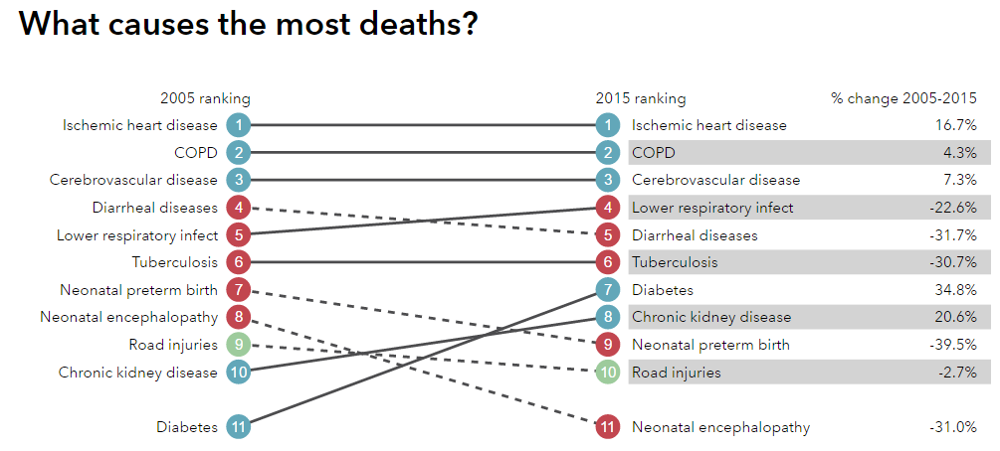 What causes the most deaths?
2005 ranking 2015 ranking % change 2005-2015
Ischemic heart disease 1 1 Ischemic heart disease 16.7%
COPD 2 2 COPD 4.3%
Cerebrovascular disease 3 3 Cerebrovascular disease 7.3%
Diarrheal diseases 4 4 Lower respiratory infect -22.6%
Lower respiratory infect 5 5 Diarrheal diseases -31.7%
Tuberculosis 6 6 Tuberculosis -30.7%
Neonatal preterm birth 7 7 Diabetes 34.8%
Neonatal encephalopathy 8 8 Chronic kidney disease 20.6%
Road injuries 9 9 Neonatal preterm birth -39.5%
Chronic kidney disease 10 10 Road injuries -2.7%
Diabetes 11 11 Neonatal encephalopathy -31.0%